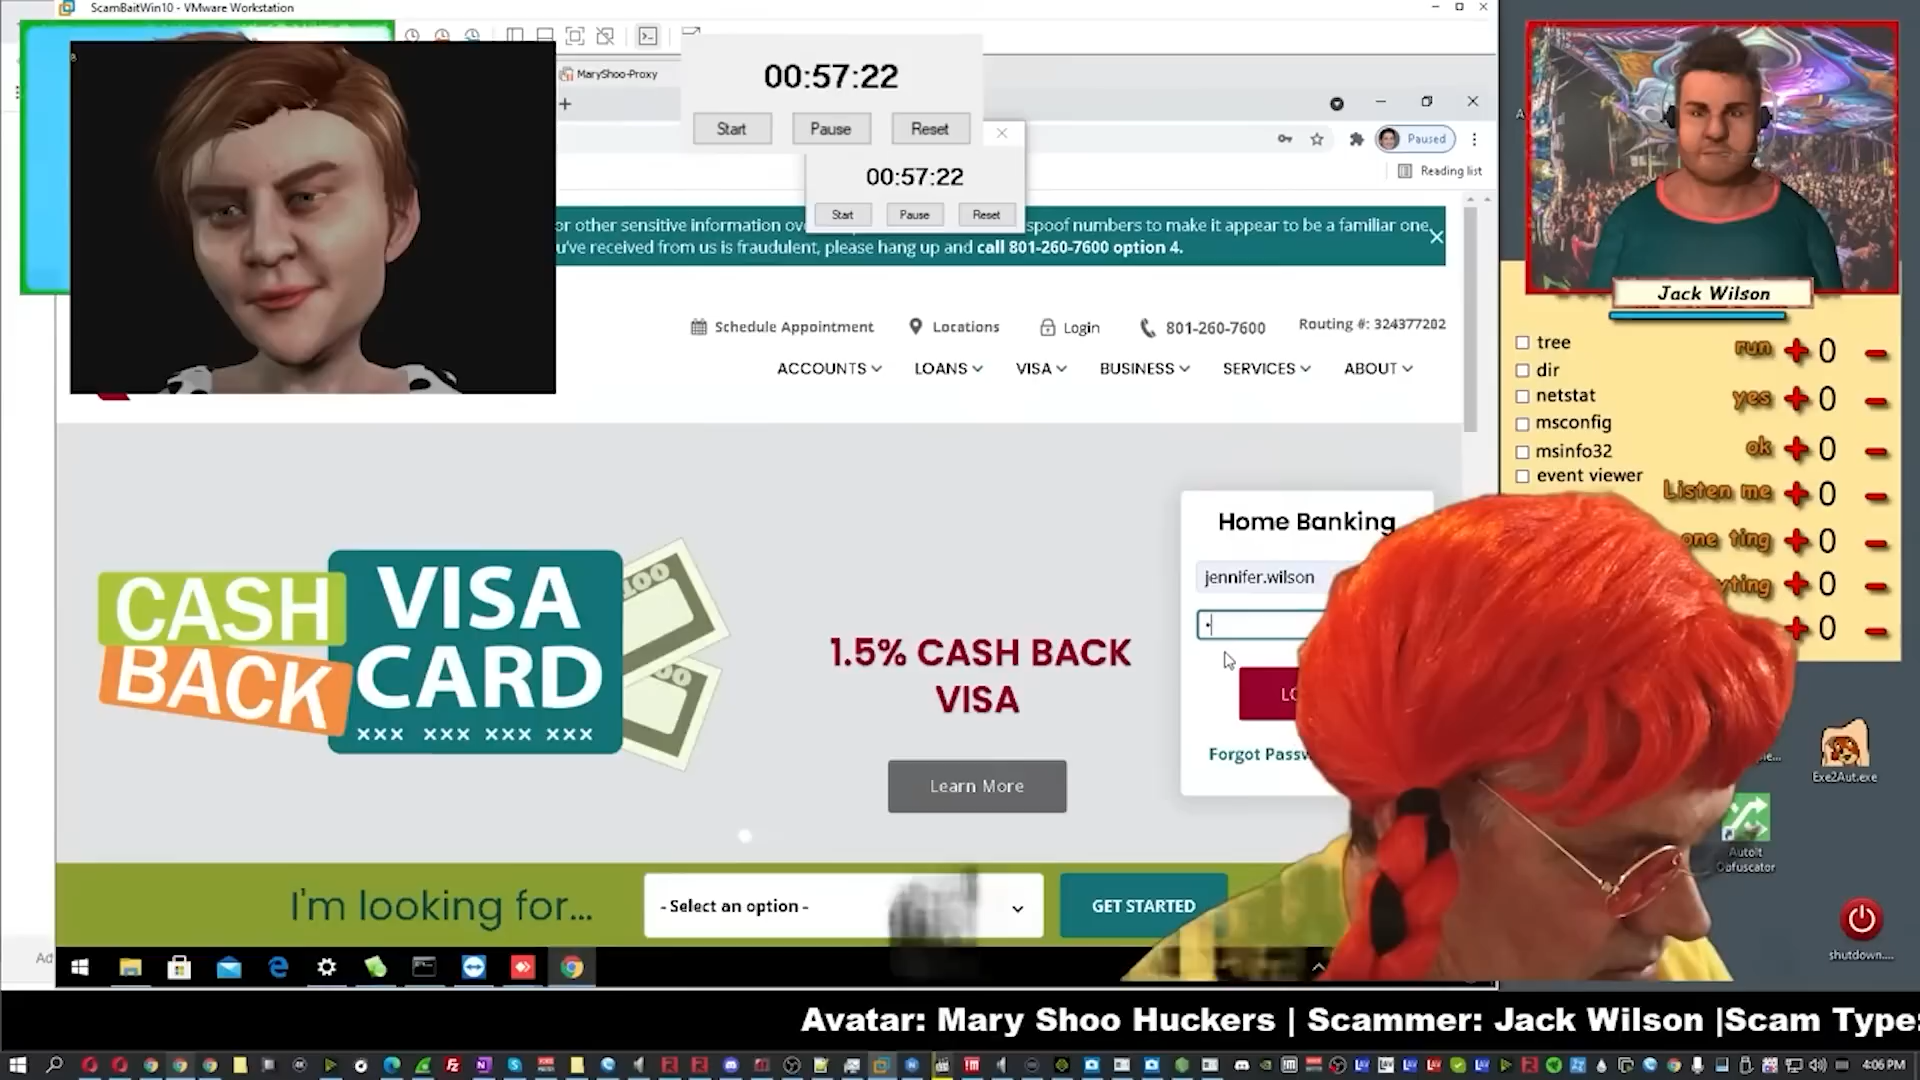 ScamBaitWin10 - VMware Workstation
MaryShoo-Proxy
00:57:22
Start
Pause
Reset
00:57:22
Start
Pause
Reset
Paused
Reading list
or other sensitive information
spoof numbers to make it appear to be a familiar one
u've received from us is fraudulent, please hang up and call 801-260-7600 option 4.
Schedule Appointment
Locations
Login
801-260-7600
Routing #: 324377202
ACCOUNTS
LOANS
VISA
BUSINESS
SERVICES
ABOUT
Home Banking
jennifer.wilson
Forgot
CASH
BACK
VISA
CARD
xxx xxx xxx xxx
100
1.5% CASH BACK
VISA
Learn More
I'm looking for...
- Select an option -
GET STARTED
Jack Wilson
tree
dir
netstat
msconfig
msinfo32
event viewer
run + 0 -
yes + 0 -
ok + 0 -
Listen me + 0 -
one ting + 0 -
+ 0 -
+ 0 -
Exe2Aut.exe
AutoIt
Obfuscator
shutdown....
Ad
Avatar: Mary Shoo Huckers | Scammer: Jack Wilson |Scam Type:
4:06 PM